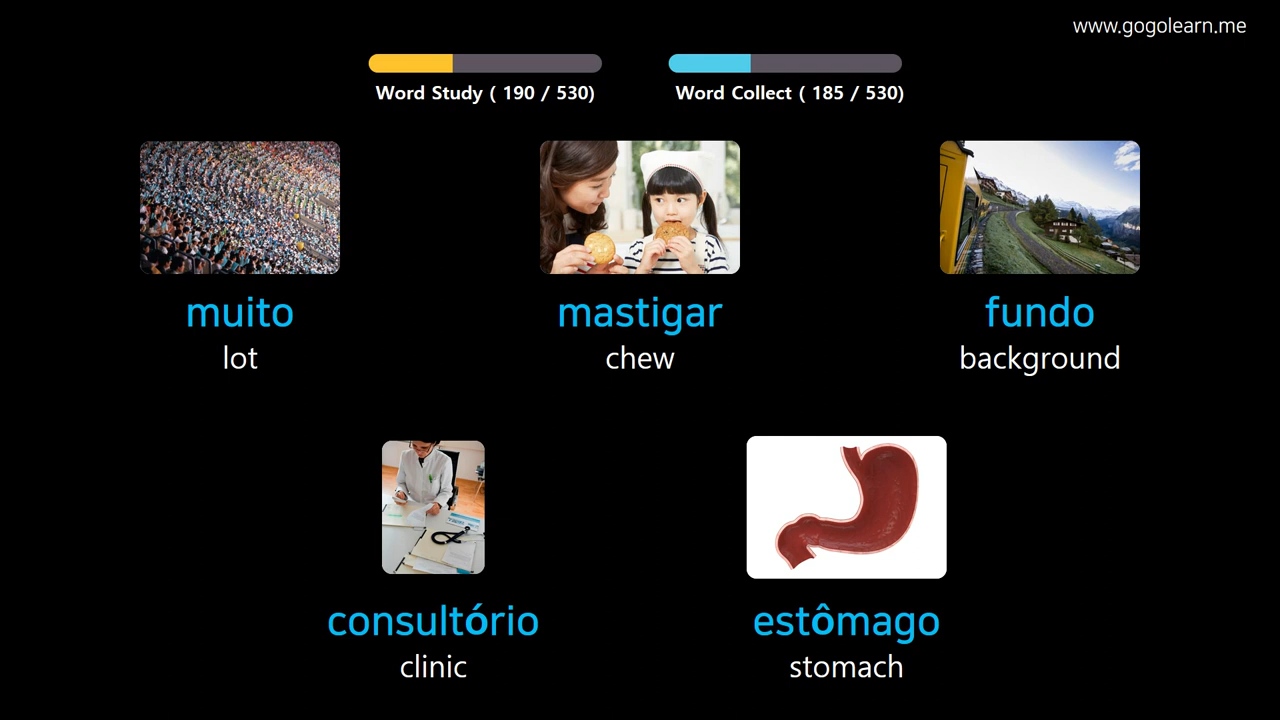 www.gogolearn.me
Word Study ( 190 / 530)
Word Collect ( 185 / 530)
muito
lot
mastigar
chew
fundo
background
consultório
clinic
estômago
stomach